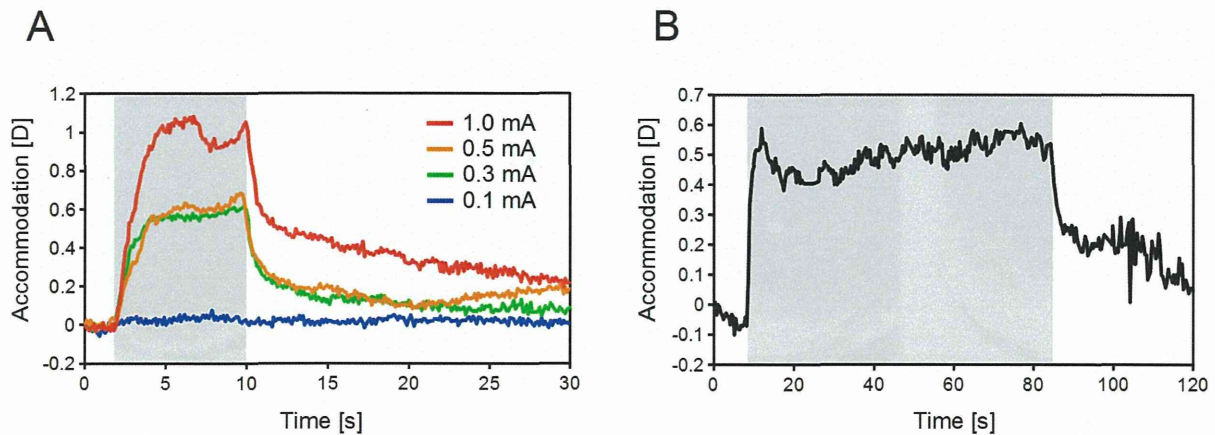 A
Accommodation [D]
1.2
1
0.8
0.6
0.4
0.2
0
-0.2
1.0 mA
0.5 mA
0.3 mA
0.1 mA
0 5 10 15 20 25 30
Time [s]
B
Accommodation [D]
0.7
0.6
0.5
0.4
0.3
0.2
0.1
0
-0.1
-0.2
0 20 40 60 80 100 120
Time [s]